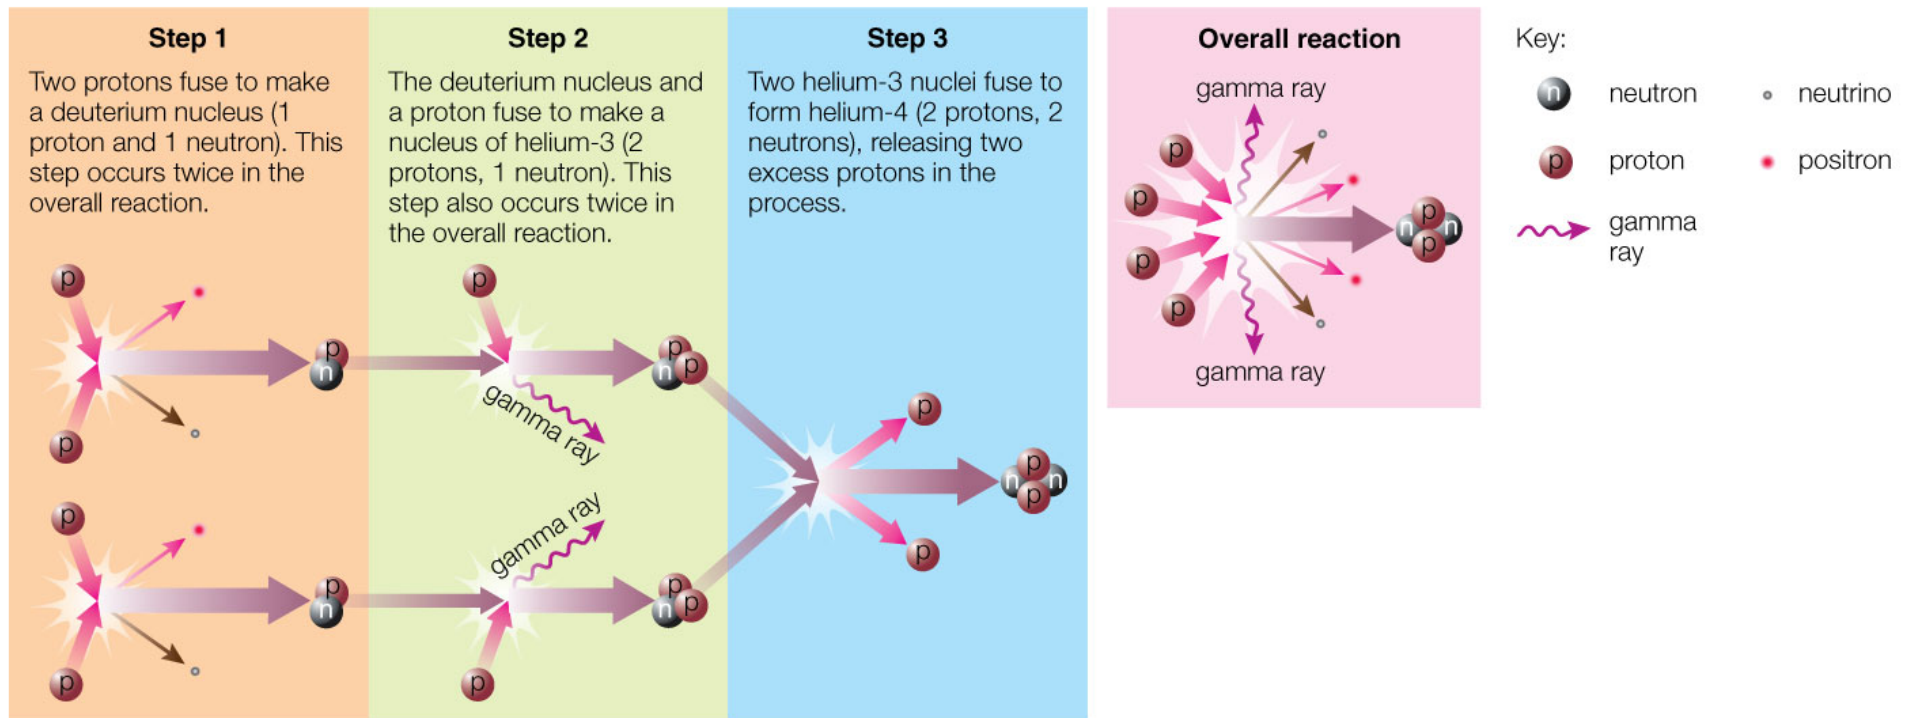 Step 1
Two protons fuse to make
a deuterium nucleus (1
proton and 1 neutron). This
step occurs twice in the
overall reaction.
p
p
p
n
p
p
p
n
Step 2
The deuterium nucleus and
a proton fuse to make a
nucleus of helium-3 (2
protons, 1 neutron). This
step also occurs twice in
the overall reaction.
p
p
n
p
gamma ray
gamma ray
p
n
p
p
Step 3
Two helium-3 nuclei fuse to
form helium-4 (2 protons, 2
neutrons), releasing two
excess protons in the
process.
p
p
n
n
p
p
Overall reaction
gamma ray
p
p
p
p
p
n
n
p
gamma ray
Key:
n
neutron
neutrino
p
proton
positron
gamma
ray